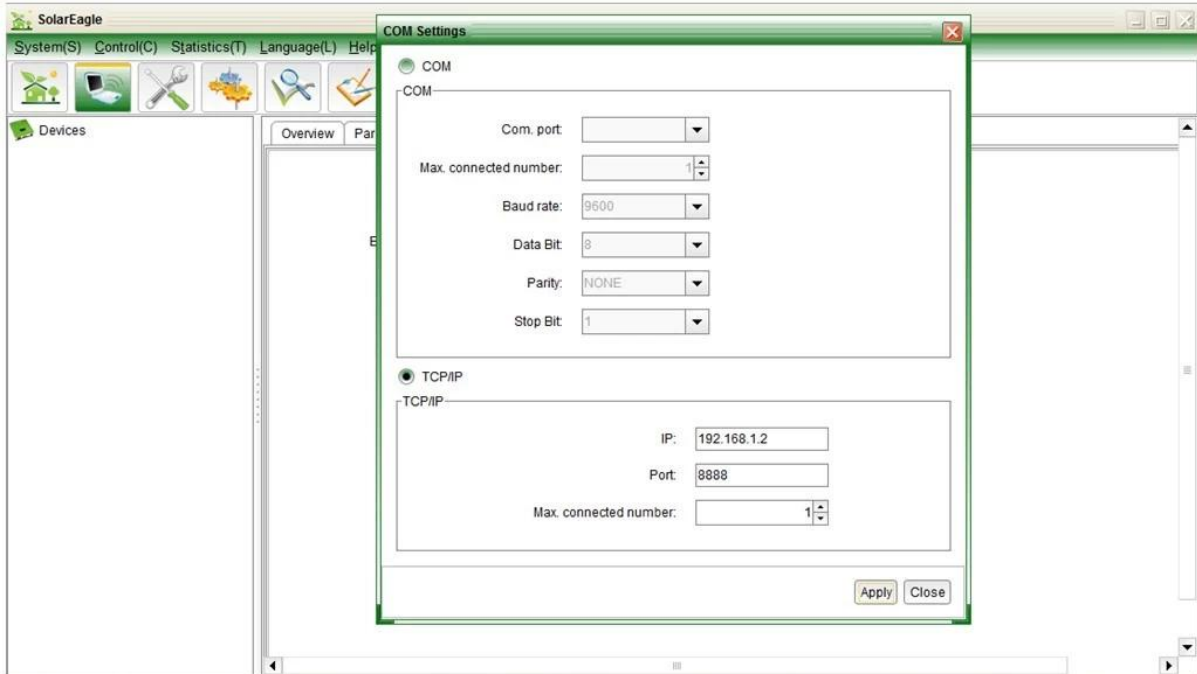 SolarEagle
System(S) Control(C) Statistics(T) Language(L) Help
Devices
Overview Par
E
COM Settings
COM
COM
Com. port:
Max. connected number: 1
Baud rate: 9600
Data Bit: 8
Parity: NONE
Stop Bit: 1
TCP/IP
TCP/IP
IP: 192.168.1.2
Port: 8888
Max. connected number: 1
Apply Close